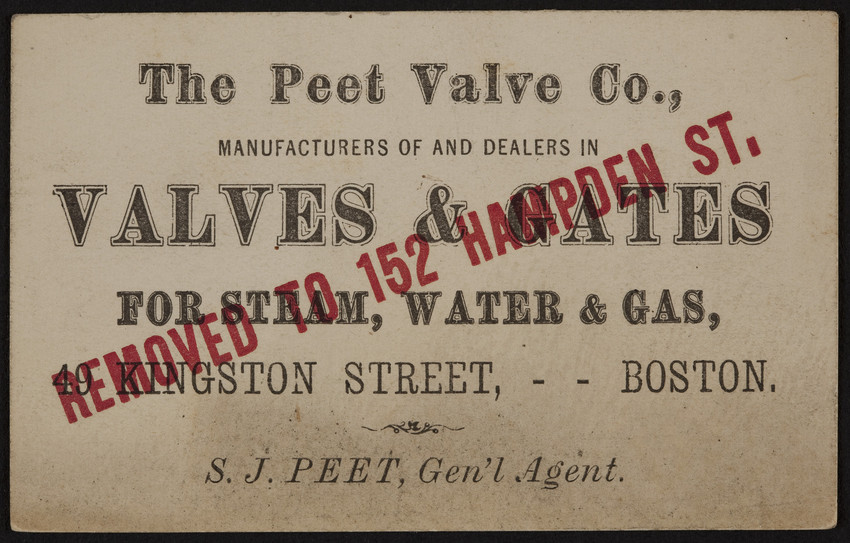 The Peet Valve Co.,
MANUFACTURERS OF AND DEALERS IN
VALVES & GATES
FOR STEAM, WATER & GAS,
49 KINGSTON STREET, - - BOSTON.
S. J. PEET, Gen'l Agent.
REMOVED TO 152 HAMPDEN ST.